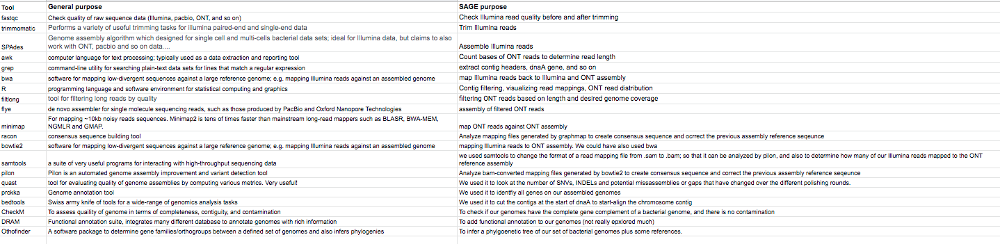 Tool General purpose SAGE purpose
fastqc Check quality of raw sequence data (Illumina, pacbio, ONT, and so on) Check Illumina read quality before and after trimming
trimmomatic Performs a variety of useful trimming tasks for illumina paired-end and single-end data Trim Illumina reads
Genome assembly algorithm which designed for single cell and multi-cells bacterial data sets; ideal for Illumina data, but claims to also
SPAdes work with ONT, pacbio and so on data.... Assemble Illumina reads
awk computer language for text processing; typically used as a data extraction and reporting tool Count bases of ONT reads to determine read length
grep command-line utility for searching plain-text data sets for lines that match a regular expression extract contig headers, dnaA gene, and so on
bwa software for mapping low-divergent sequences against a large reference genome; e.g. mapping Illumina reads against an assembled genome map Illumina reads back to Illumina and ONT assembly
R programming language and software environment for statistical computing and graphics Contig filtering, visualizing read mappings, ONT read distribution
filtlong tool for filtering long reads by quality filtering ONT reads based on length and desired genome coverage
flye de novo assembler for single molecule sequencing reads, such as those produced by PacBio and Oxford Nanopore Technologies assembly of filtered ONT reads
For mapping ~10kb noisy reads sequences. Minimap2 is tens of times faster than mainstream long-read mappers such as BLASR, BWA-MEM,
minimap NGMLR and GMAP. map ONT reads against ONT assembly
racon consensus sequence building tool Analyze mapping files generated by graphmap to create consensus sequence and ocrrect the previous assembly reference seqeunce
bowtie2 software for mapping low-divergent sequences against a large reference genome; e.g. mapping Illumina reads against an assembled genome mapping Illumina reads to ONT assembly. We could have also used bwa
we used samtools to change the format of a read mapping file from .sam to .bam; so that it can be analyzed by pilon, and also to determine how many of our Illumina reads mapped to the ONT
samtools a suite of very useful programs for interacting with high-throughput sequencing data reference assembly
pilon Pilon is an automated genome assembly improvement and variant detection tool Analyze bam-converted mapping files generated by bowtie2 to create consensus sequence and correct the previous assembly reference seqeunce
quast tool for evaluating quality of genome assemblies by computing various metrics. Very useful! We used it to look at the number of SNVs, INDELs and potential missassemblies or gaps that have changed over the different polishing rounds.
prokka Genome annotation tool We used it to identfiy all genes on our assembled genomes
bedtools Swiss army knife of tools for a wide-range of genomics analysis tasks We used it to cut the contigs at the start of dnaA to start-align the chromosome contig
CheckM To assess quaility of genome in terms of completeness, contiguity, and contamination To check if our genomes have the complete gene complement of a bacterial genome, and there is no contamination
DRAM Functional annotation suite, integrates many different database to annotate genomes with rich information To add functional annotation to our genomes (not really epxlored much)
Othofinder A software package to determine gene families/orthogroups between a defined set of genomes and also infers phylogenies To infer a phylgoenetic tree of our set of bacterial genomes plus some references.